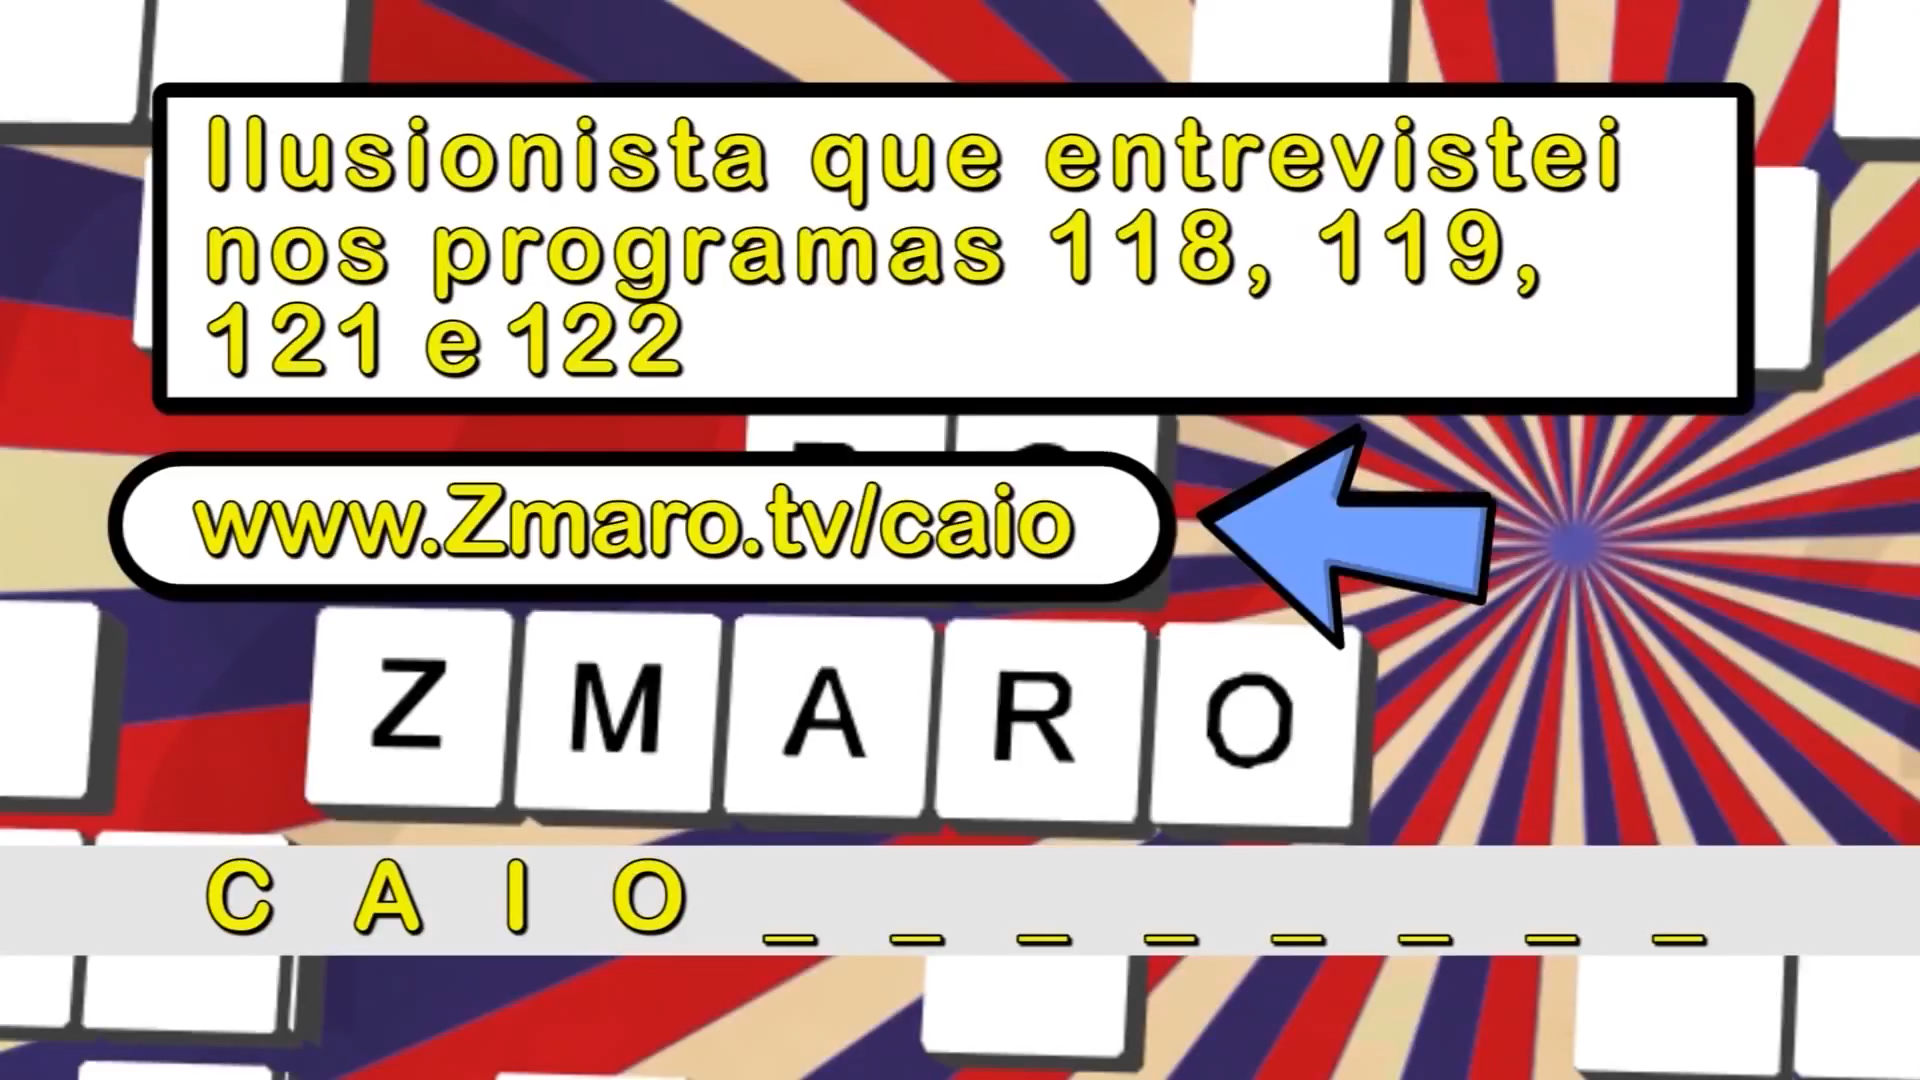 Ilusionista que entrevistei
nos programas 118, 119,
121 e 122
www.Zmaro.tv/caio
Z M A R O
C A I O _ _ _ _ _ _ _ _